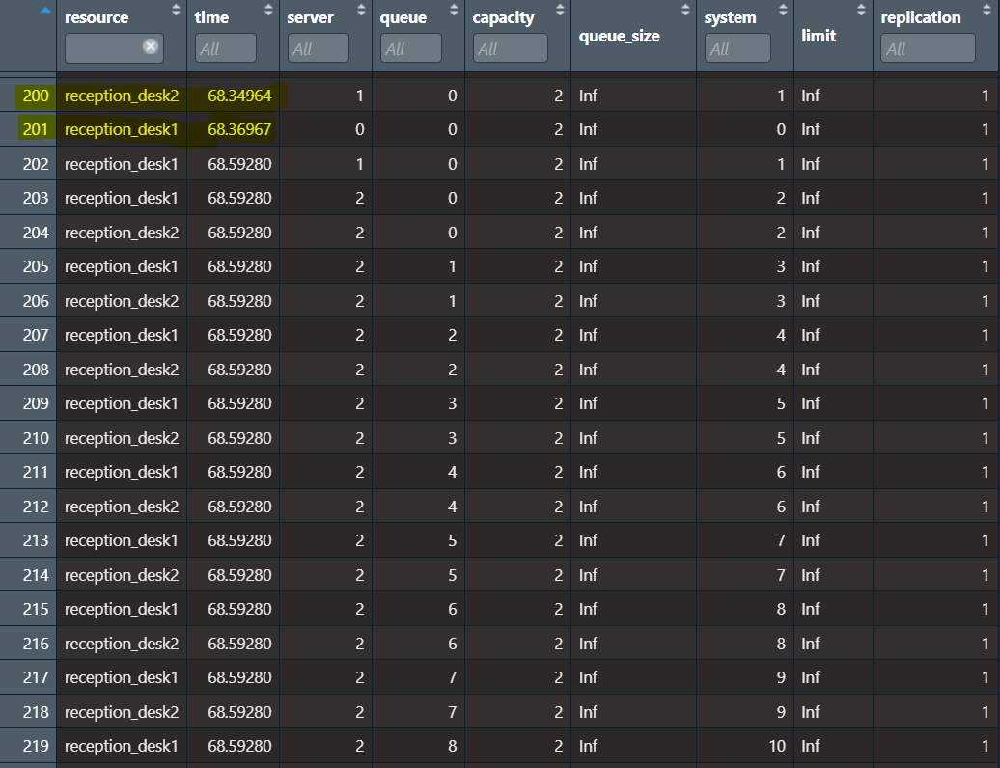 resource time server queue capacity queue_size system limit replication
All All All All All All
200 reception_desk2 68.34964 1 0 2 Inf 1 Inf 1
201 reception_desk1 68.36967 0 0 2 Inf 0 Inf 1
202 reception_desk1 68.59280 1 0 2 Inf 1 Inf 1
203 reception_desk1 68.59280 2 0 2 Inf 2 Inf 1
204 reception_desk2 68.59280 2 0 2 Inf 2 Inf 1
205 reception_desk1 68.59280 2 1 2 Inf 3 Inf 1
206 reception_desk2 68.59280 2 1 2 Inf 3 Inf 1
207 reception_desk1 68.59280 2 2 2 Inf 4 Inf 1
208 reception_desk2 68.59280 2 2 2 Inf 4 Inf 1
209 reception_desk1 68.59280 2 3 2 Inf 5 Inf 1
210 reception_desk2 68.59280 2 3 2 Inf 5 Inf 1
211 reception_desk1 68.59280 2 4 2 Inf 6 Inf 1
212 reception_desk2 68.59280 2 4 2 Inf 6 Inf 1
213 reception_desk1 68.59280 2 5 2 Inf 7 Inf 1
214 reception_desk2 68.59280 2 5 2 Inf 7 Inf 1
215 reception_desk1 68.59280 2 6 2 Inf 8 Inf 1
216 reception_desk2 68.59280 2 6 2 Inf 8 Inf 1
217 reception_desk1 68.59280 2 7 2 Inf 9 Inf 1
218 reception_desk2 68.59280 2 7 2 Inf 9 Inf 1
219 reception_desk1 68.59280 2 8 2 Inf 10 Inf 1